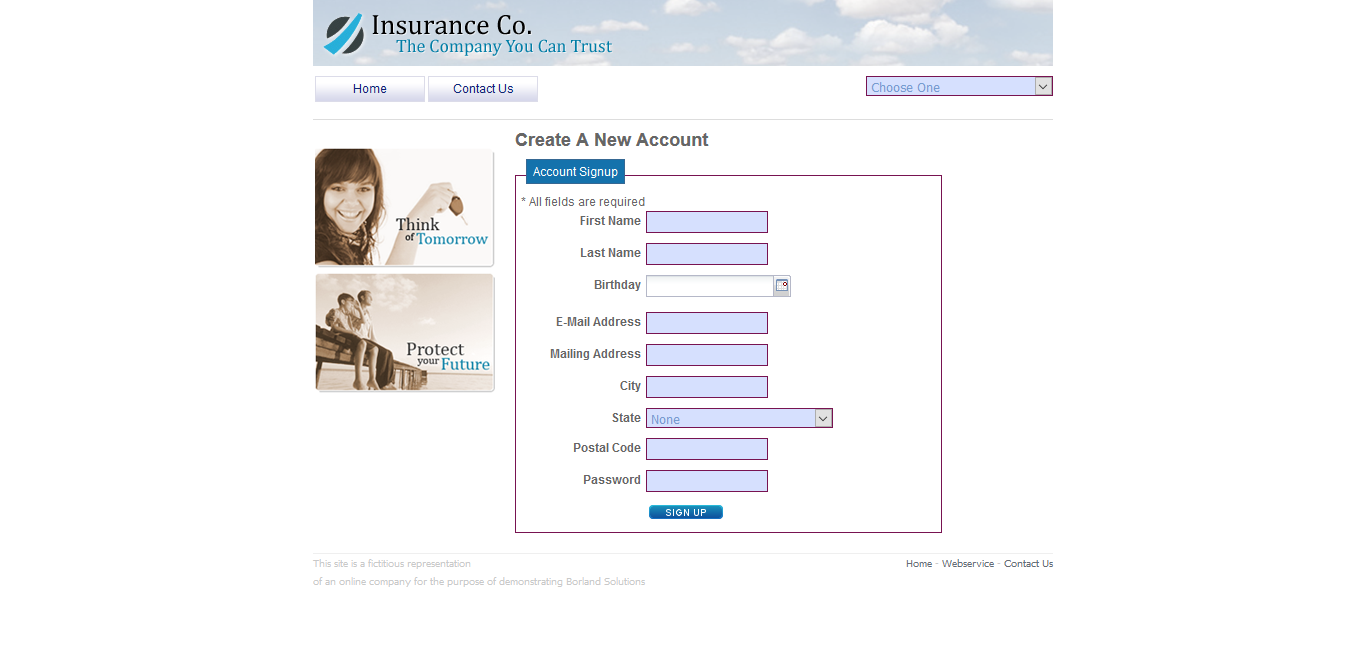 Insurance Co.
The Company You Can Trust
Home
Contact Us
Choose One
Create A New Account
Account Signup
* All fields are required
First Name
Last Name
Birthday
E-Mail Address
Mailing Address
City
State
None
Postal Code
Password
SIGN UP
Think
of Tomorrow
Protect
your Future
This site is a fictitious representation
of an online company for the purpose of demonstrating Borland Solutions
Home - Webservice - Contact Us